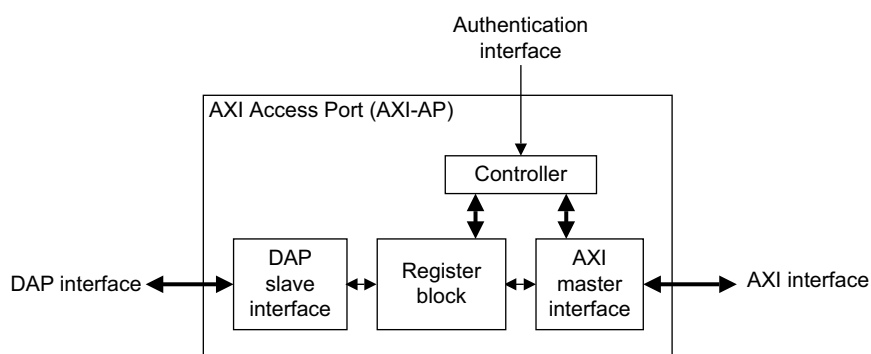 Authentication
interface
AXI Access Port (AXI-AP)
Controller
DAP interface
DAP
slave
interface
Register
block
AXI
master
interface
AXI interface